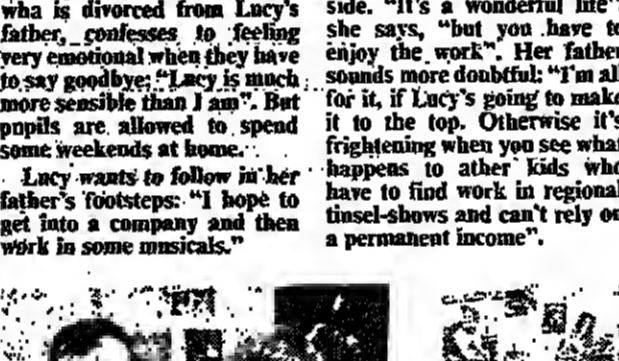 wha is divorced from Lucy's
father, confesses to feeling
very emotional when they have
to say goodbye: "Lucy is much
more sensible than I am". But
pupils are allowed to spend
some weekends at home.
Lucy wants to follow in her
father's footsteps: "I hope to
get into a company and then
work in some musicals."
side. "It's a wonderful life"
she says, "but you have to
enjoy the work". Her father
sounds more doubtful: "I'm all
for it, if Lucy's going to make
it to the top. Otherwise it's
frightening when you see what
happens to ather kids who
have to find work in regional
tinsel-shows and can't rely on
a permanent income".